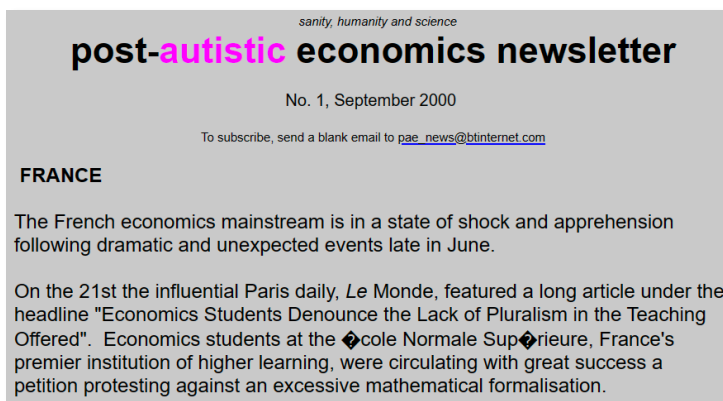 sanity, humanity and science
post-autistic economics newsletter
No. 1, September 2000
To subscribe, send a blank email to pae_news@btinternet.com
FRANCE
The French economics mainstream is in a state of shock and apprehension
following dramatic and unexpected events late in June.
On the 21st the influential Paris daily, Le Monde, featured a long article under the
headline "Economics Students Denounce the Lack of Pluralism in the Teaching
Offered".  Economics students at the �cole Normale Sup�rieure, France's
premier institution of higher learning, were circulating with great success a
petition protesting against an excessive mathematical formalisation.